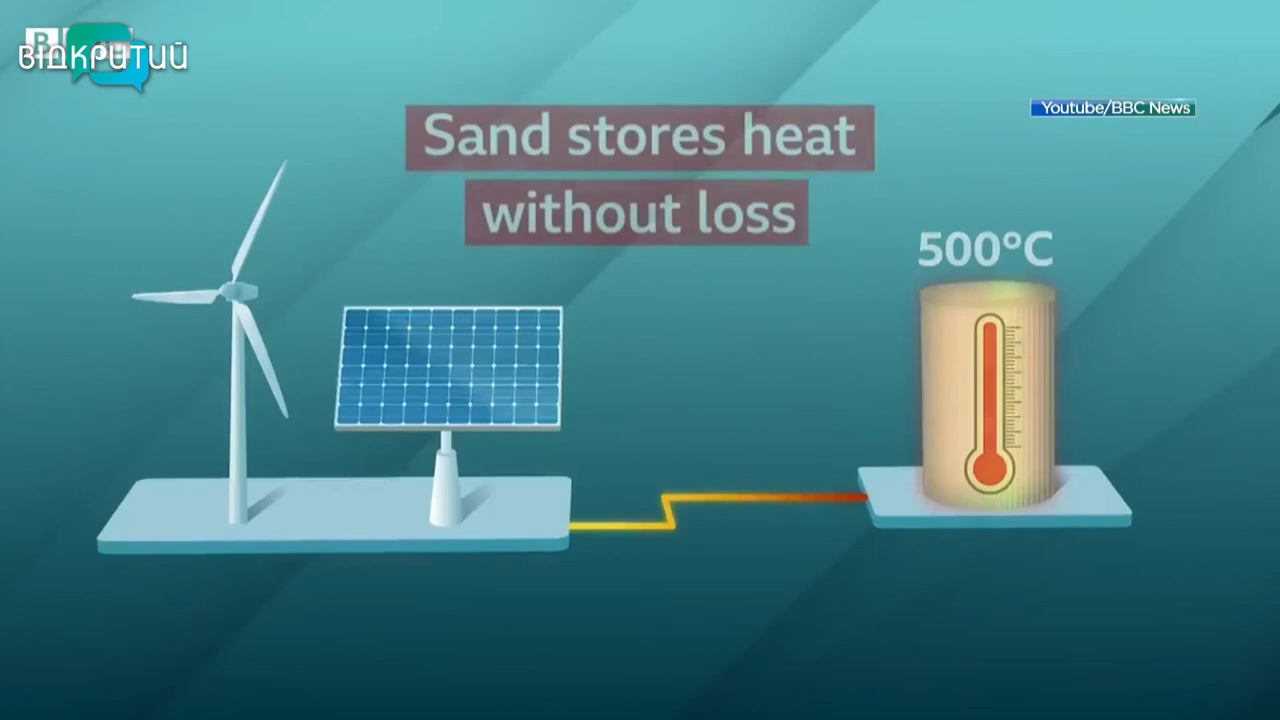 ВІДКРИТИЙ
Youtube/BBC News
Sand stores heat
without loss
500°C